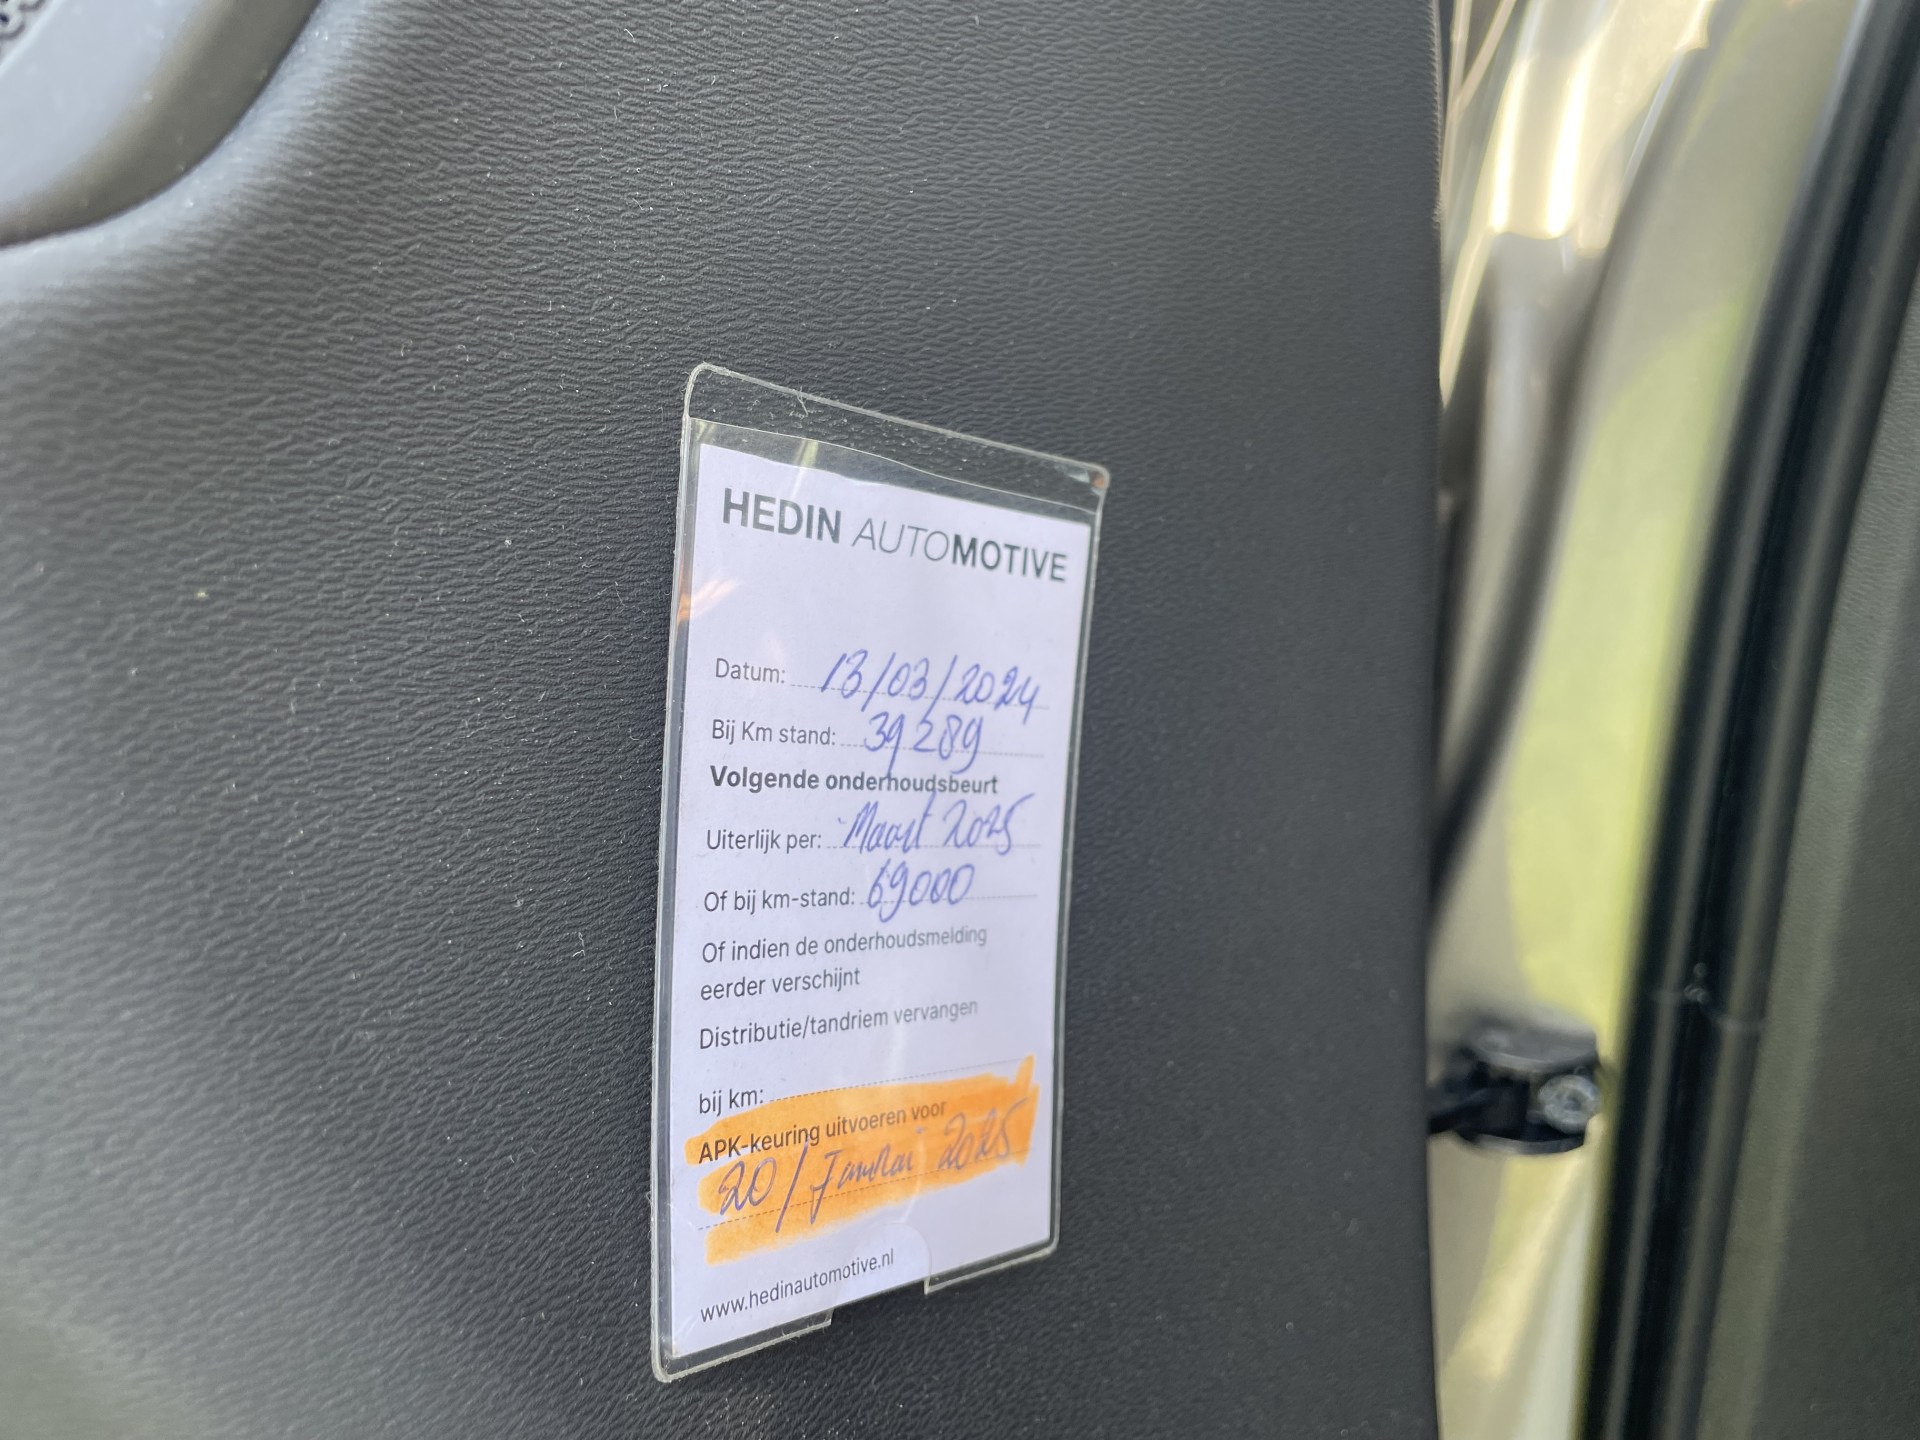 HEDIN AUTOMOTIVE
Datum: 13/03/2024
Bij Km stand: 39289
Volgende onderhoudsbeurt
Uiterlijk per: Maart 2025
Of bij km-stand: 69000
Of indien de onderhoudsmelding
eerder verschijnt
Distributie/tandriem vervangen
bij km:
APK-keuring uitvoeren voor
20/Januari 2025
www.hedinautomotive.nl